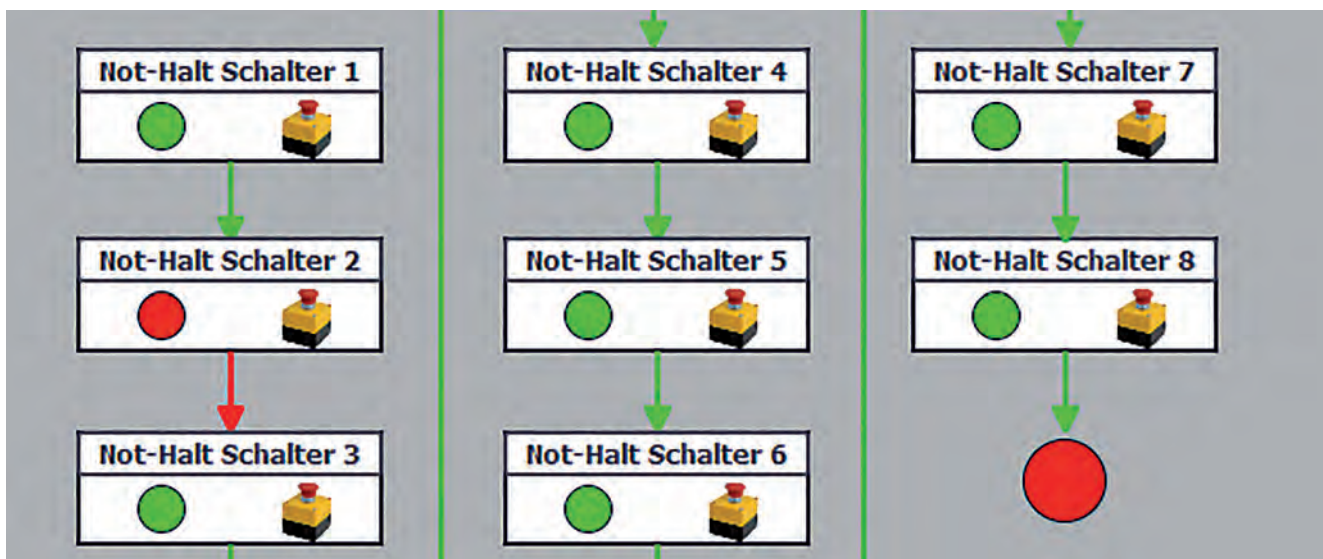 Not-Halt Schalter 1
Not-Halt Schalter 2
Not-Halt Schalter 3
Not-Halt Schalter 4
Not-Halt Schalter 5
Not-Halt Schalter 6
Not-Halt Schalter 7
Not-Halt Schalter 8